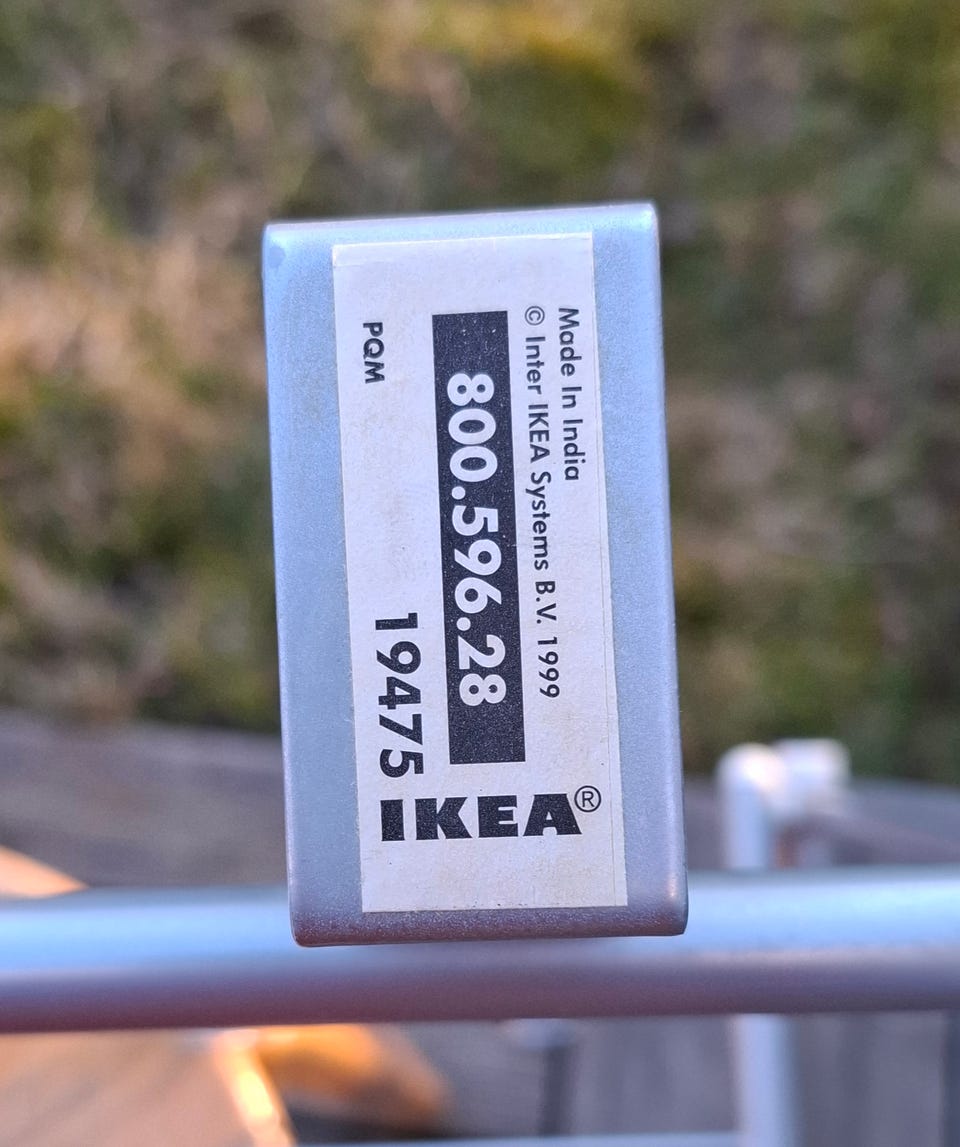 Made In India
© Inter IKEA Systems B.V. 1999
800.596.28
PQM
19475
IKEA®